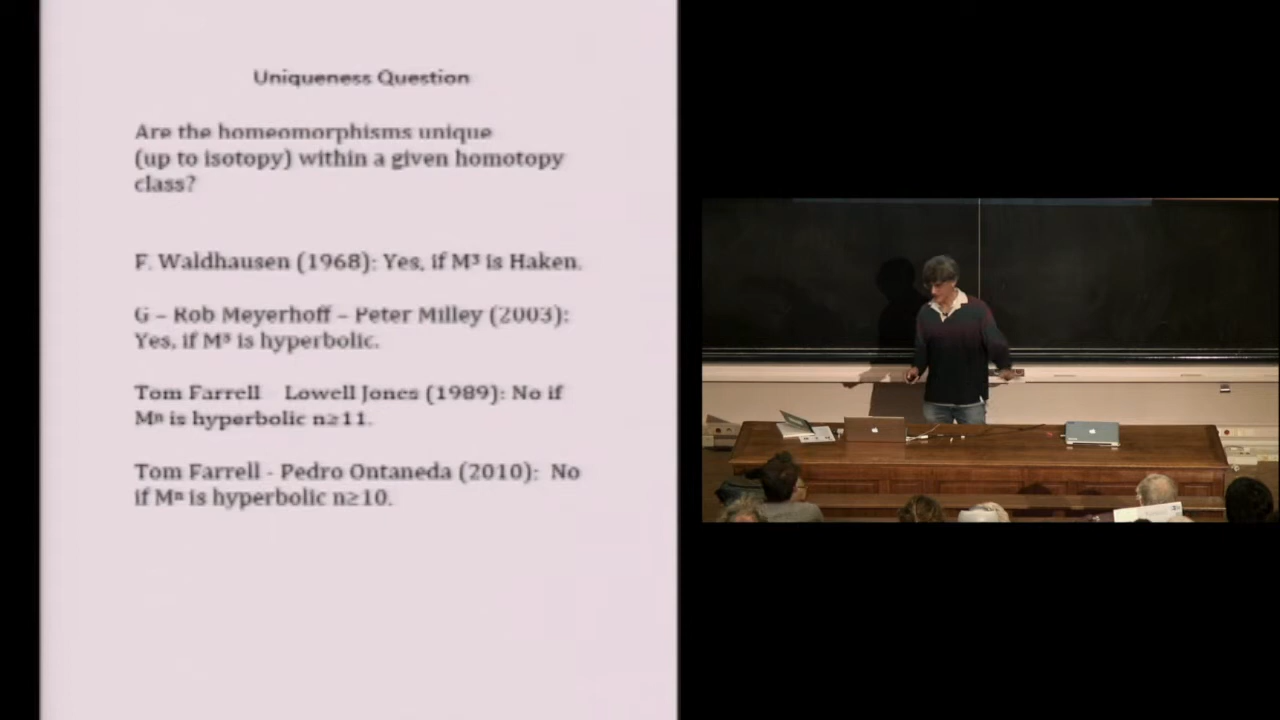 Uniqueness Question
Are the homeomorphisms unique
(up to isotopy) within a given homotopy
class?
F. Waldhausen (1968): Yes, if M³ is Haken.
G – Rob Meyerhoff – Peter Milley (2003):
Yes, if M³ is hyperbolic.
Tom Farrell Lowell Jones (1989): No if
Mⁿ is hyperbolic n≥11.
Tom Farrell - Pedro Ontaneda (2010): No
if Mⁿ is hyperbolic n≥10.